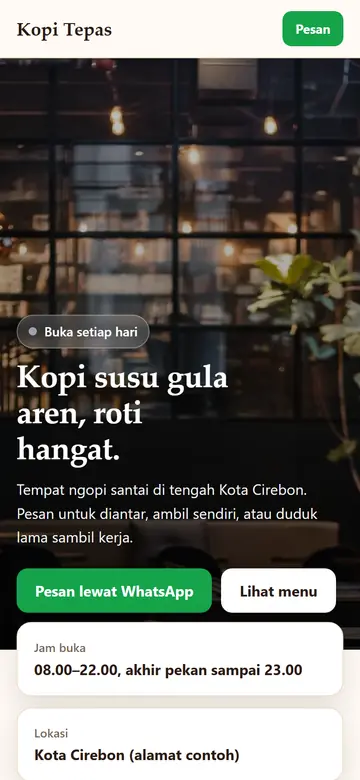 Kopi Tepas
Pesan
Buka setiap hari
Kopi susu gula
aren, roti
hangat.
Tempat ngopi santai di tengah Kota Cirebon.
Pesan untuk diantar, ambil sendiri, atau duduk
lama sambil kerja.
Pesan lewat WhatsApp
Lihat menu
Jam buka
08.00–22.00, akhir pekan sampai 23.00
Lokasi
Kota Cirebon (alamat contoh)